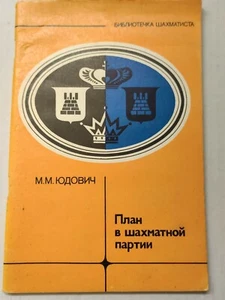 БИБЛИОТЕЧКА ШАХМАТИСТА
М.М.ЮДОВИЧ
План
в шахматной
партии